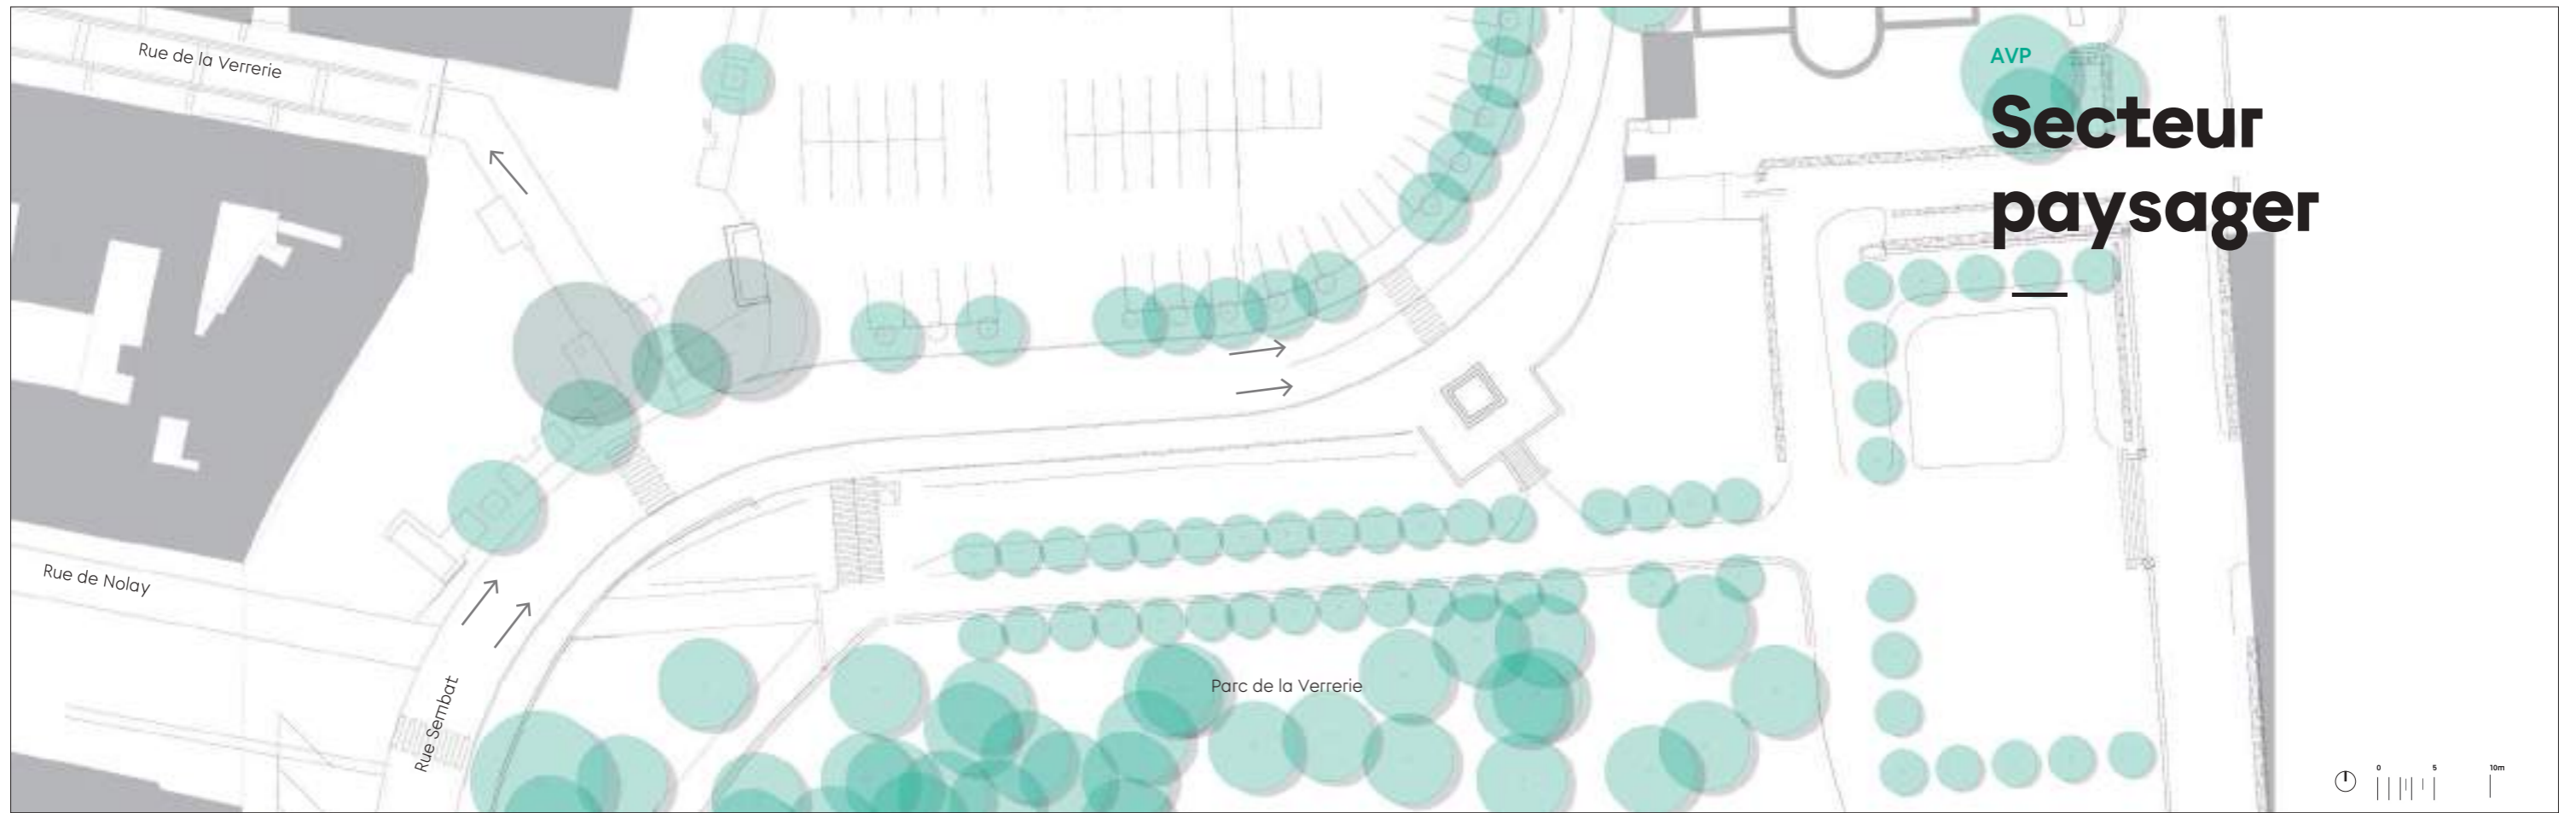 Rue de la Verrerie
AVP
Secteur
paysager
Rue de Nolay
Rue Sembat
Parc de la Verrerie
0 5 10m